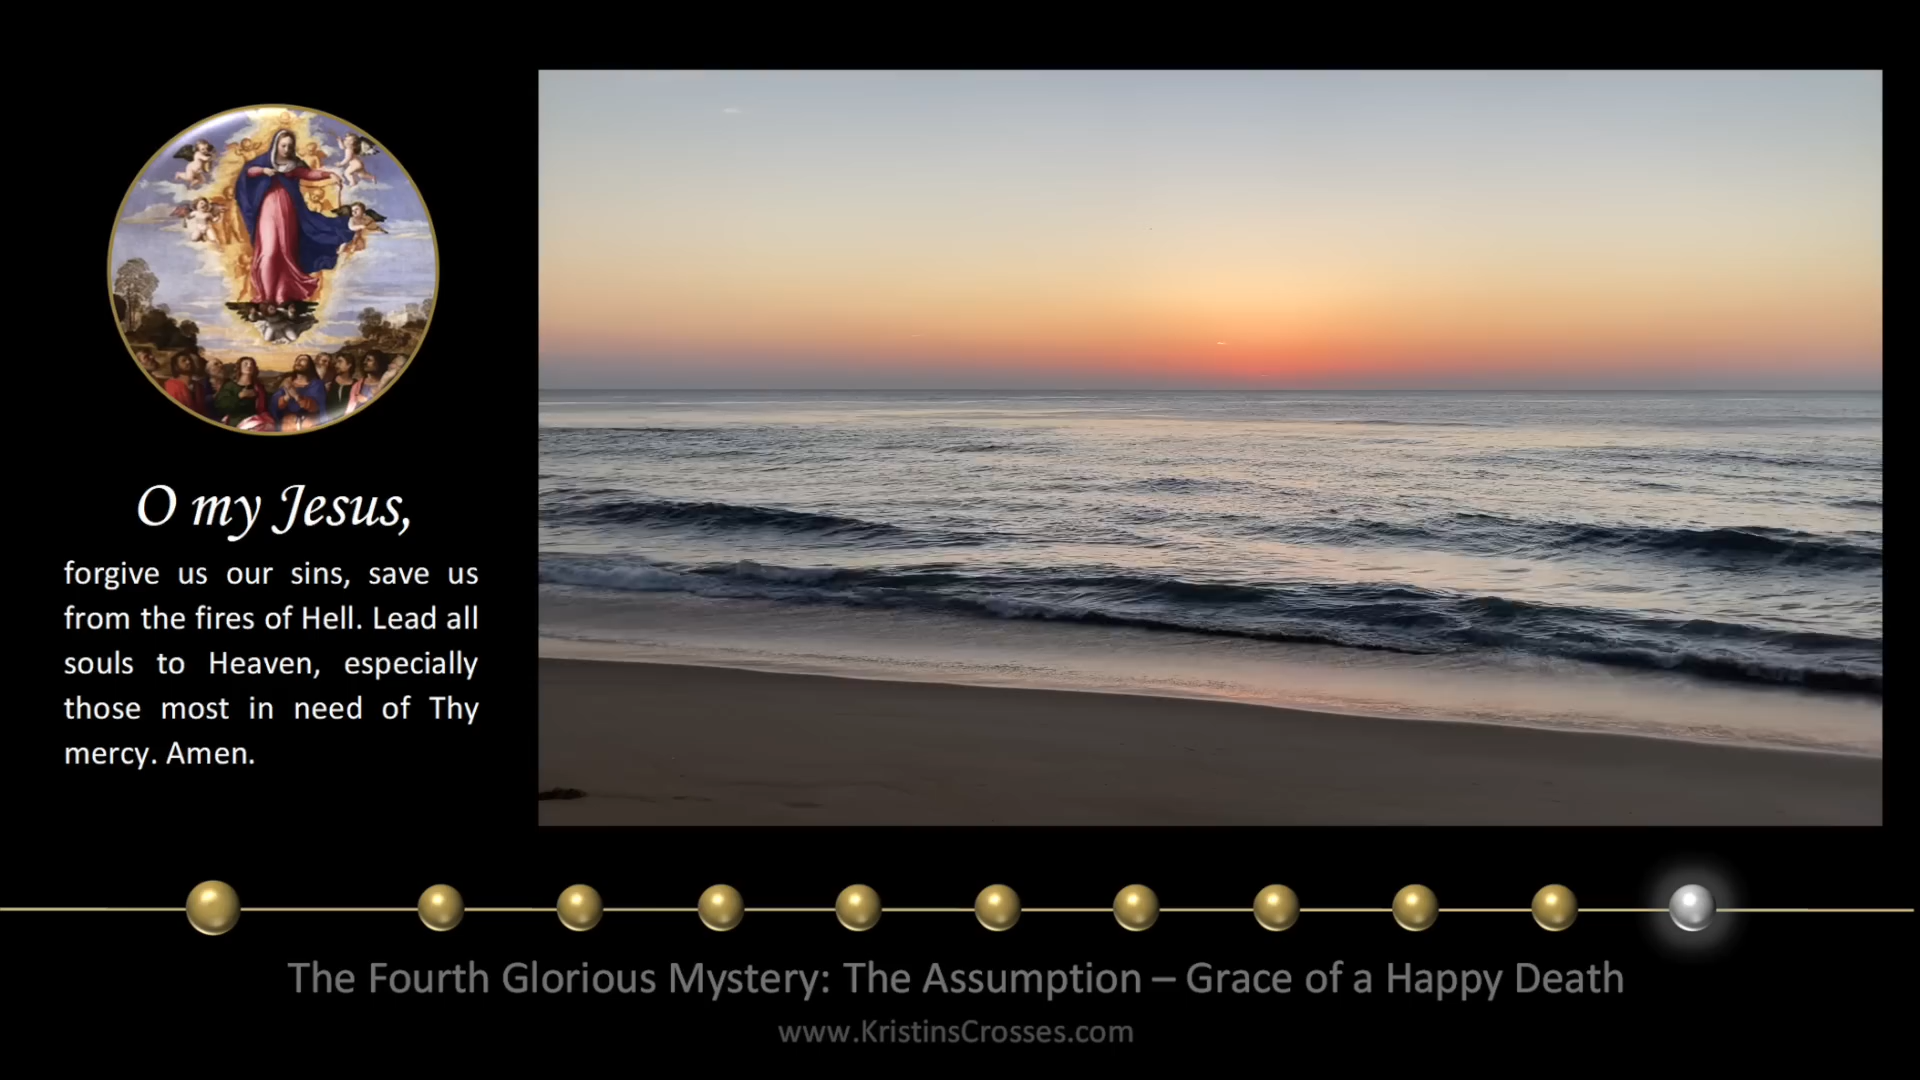 O my Jesus,
forgive us our sins, save us
from the fires of Hell. Lead all
souls to Heaven, especially
those most in need of Thy
mercy. Amen.
The Fourth Glorious Mystery: The Assumption – Grace of a Happy Death
www.KristinsCrosses.com